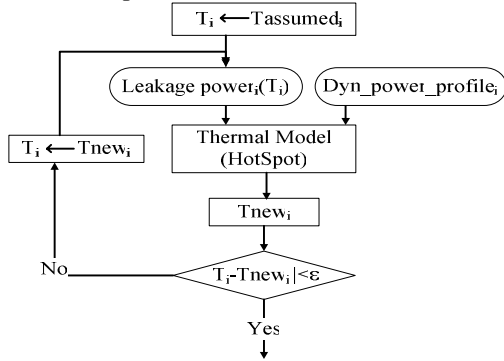 Tᵢ ← Tassumedᵢ
Leakage powerᵢ(Tᵢ)
Dyn_power_profileᵢ
Tᵢ ← Tnewᵢ
Thermal Model
(HotSpot)
Tnewᵢ
No
Tᵢ-Tnewᵢ|<ε
Yes